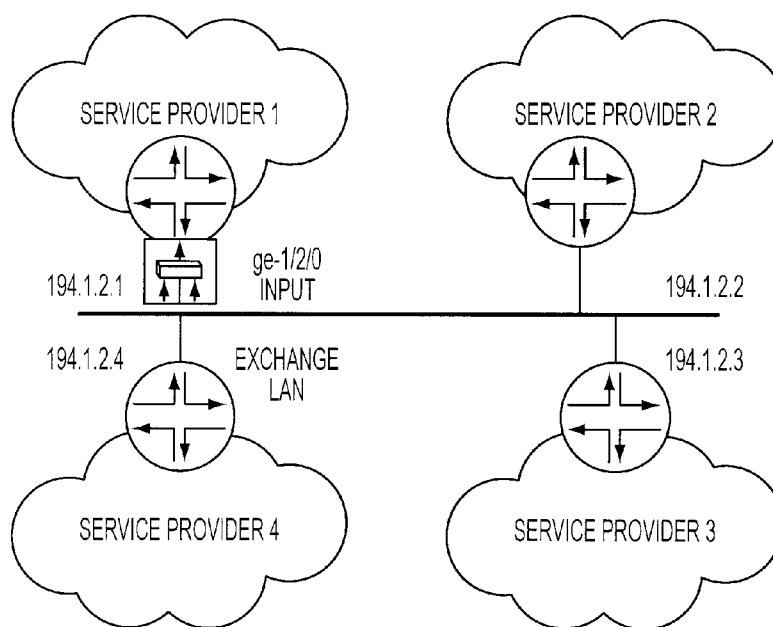 SERVICE PROVIDER 1
SERVICE PROVIDER 2
194.1.2.1
ge-1/2/0
INPUT
194.1.2.2
194.1.2.4
EXCHANGE
LAN
194.1.2.3
SERVICE PROVIDER 4
SERVICE PROVIDER 3